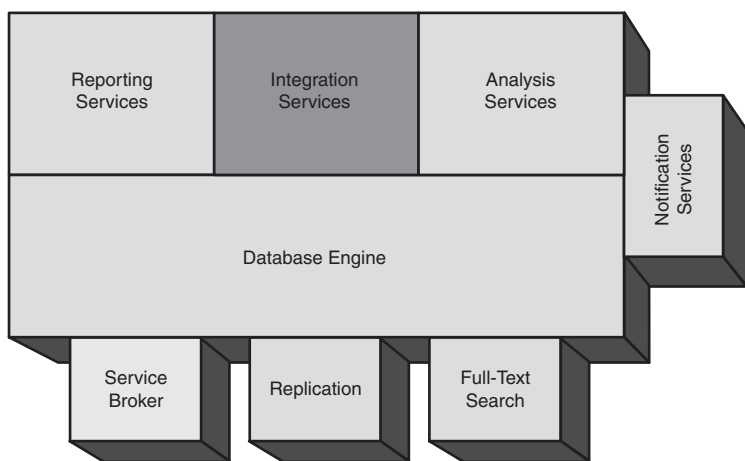 Reporting
Services
Integration
Services
Analysis
Services
Notification
Services
Database Engine
Service
Broker
Replication
Full-Text
Search